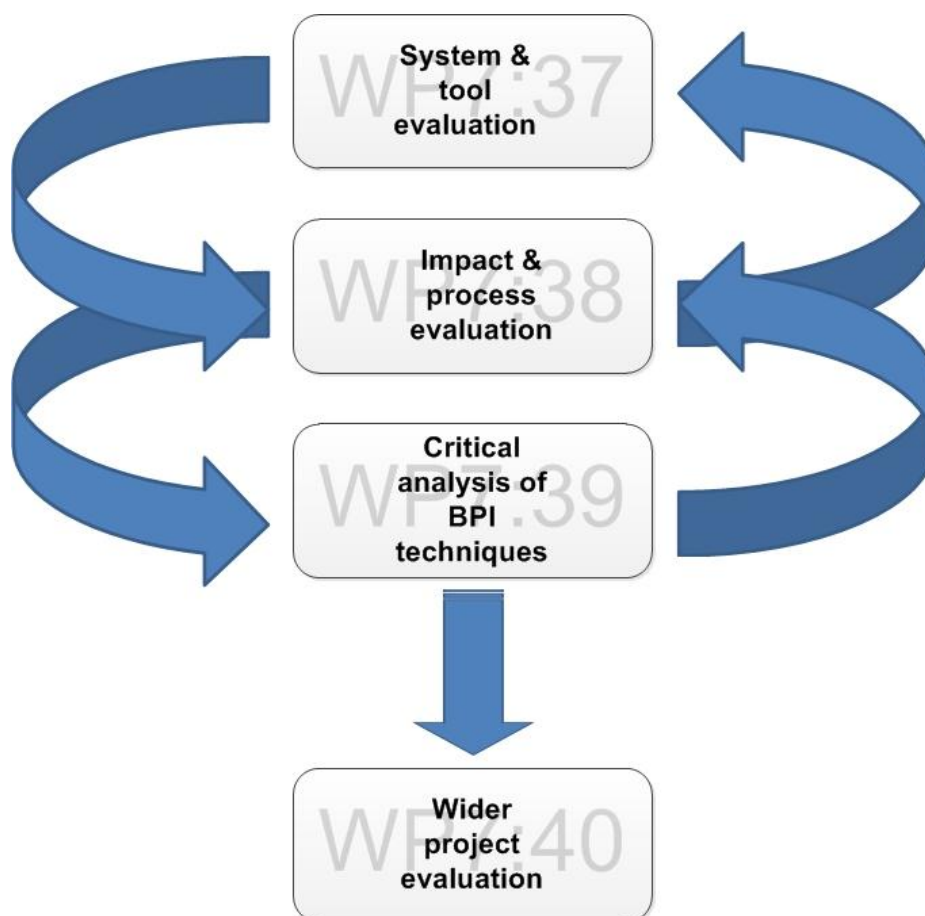 WP7:37
System &
tool
evaluation
WP7:38
Impact &
process
evaluation
WP7:39
Critical
analysis of
BPI
techniques
WP7:40
Wider
project
evaluation